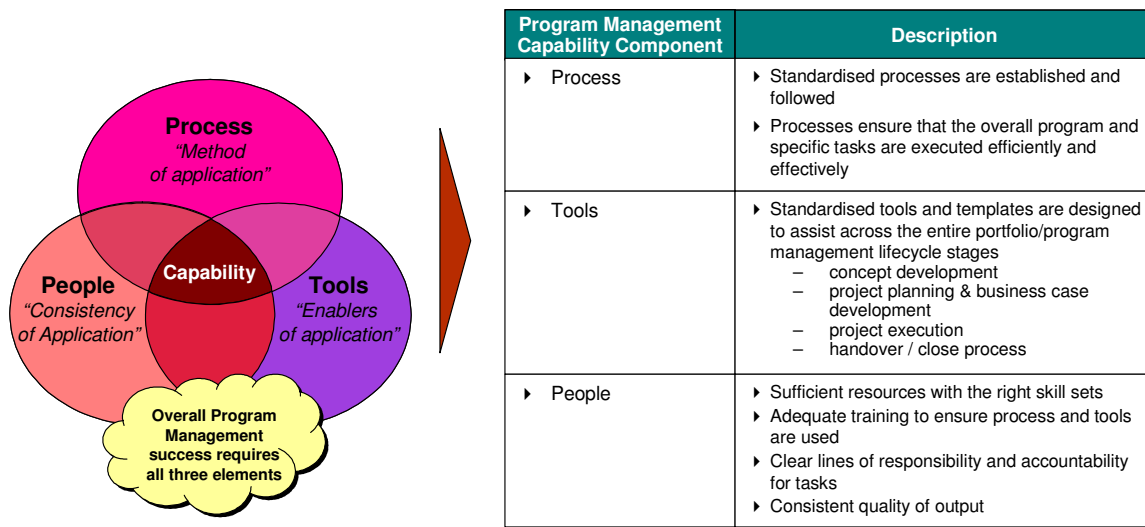 Process
“Method
of application”
Capability
People
“Consistency
of Application”
Tools
“Enablers
of application”
Overall Program
Management
success requires
all three elements
Program Management
Capability Component
Description
Process
Standardised processes are established and
followed
Processes ensure that the overall program and
specific tasks are executed efficiently and
effectively
Tools
Standardised tools and templates are designed
to assist across the entire portfolio/program
management lifecycle stages
– concept development
– project planning & business case
development
– project execution
– handover / close process
People
Sufficient resources with the right skill sets
Adequate training to ensure process and tools
are used
Clear lines of responsibility and accountability
for tasks
Consistent quality of output